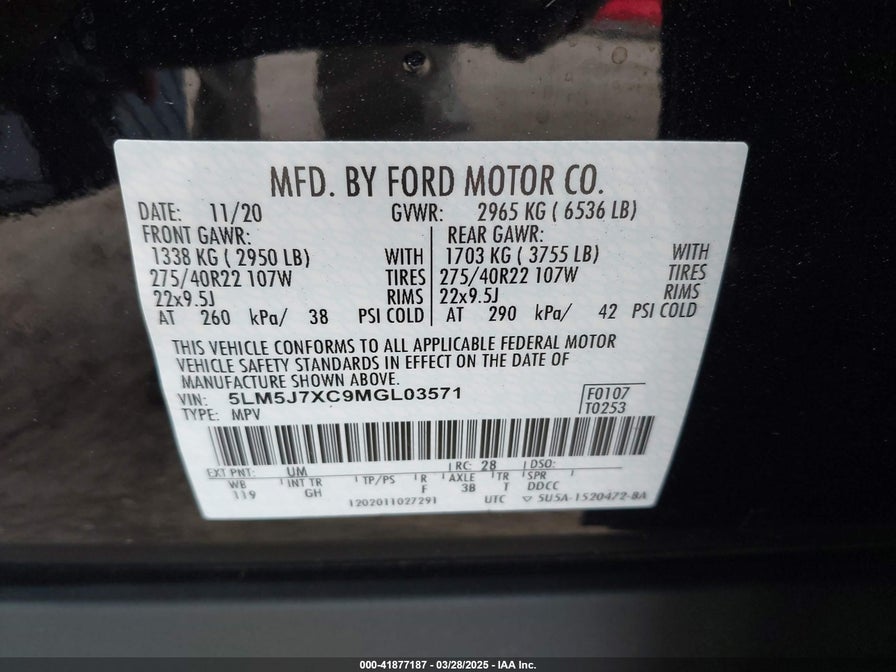 MFD. BY FORD MOTOR CO.
DATE: 11/20 GVWR: 2965 KG ( 6536 LB)
FRONT GAWR: REAR GAWR:
1338 KG ( 2950 LB) WITH 1703 KG ( 3755 LB) WITH
275/40R22 107W TIRES 275/40R22 107W TIRES
22x9.5J RIMS 22x9.5J RIMS
AT 260 kPa/ 38 PSI COLD AT 290 kPa/ 42 PSI COLD
THIS VEHICLE CONFORMS TO ALL APPLICABLE FEDERAL MOTOR
VEHICLE SAFETY STANDARDS IN EFFECT ON THE DATE OF
MANUFACTURE SHOWN ABOVE.
VIN: 5LM5J7XC9MGL03571 F0107
TYPE: MPV T0253
EXT PNT: UM RC: 28 DSO:
WB INT TR TP/PS R AXLE TR SPR
119 GH F 3B T DDCC
1202011027291 UTC ▽ 5U5A-1520472-BA
000-41877187 - 03/28/2025 - IAA Inc.